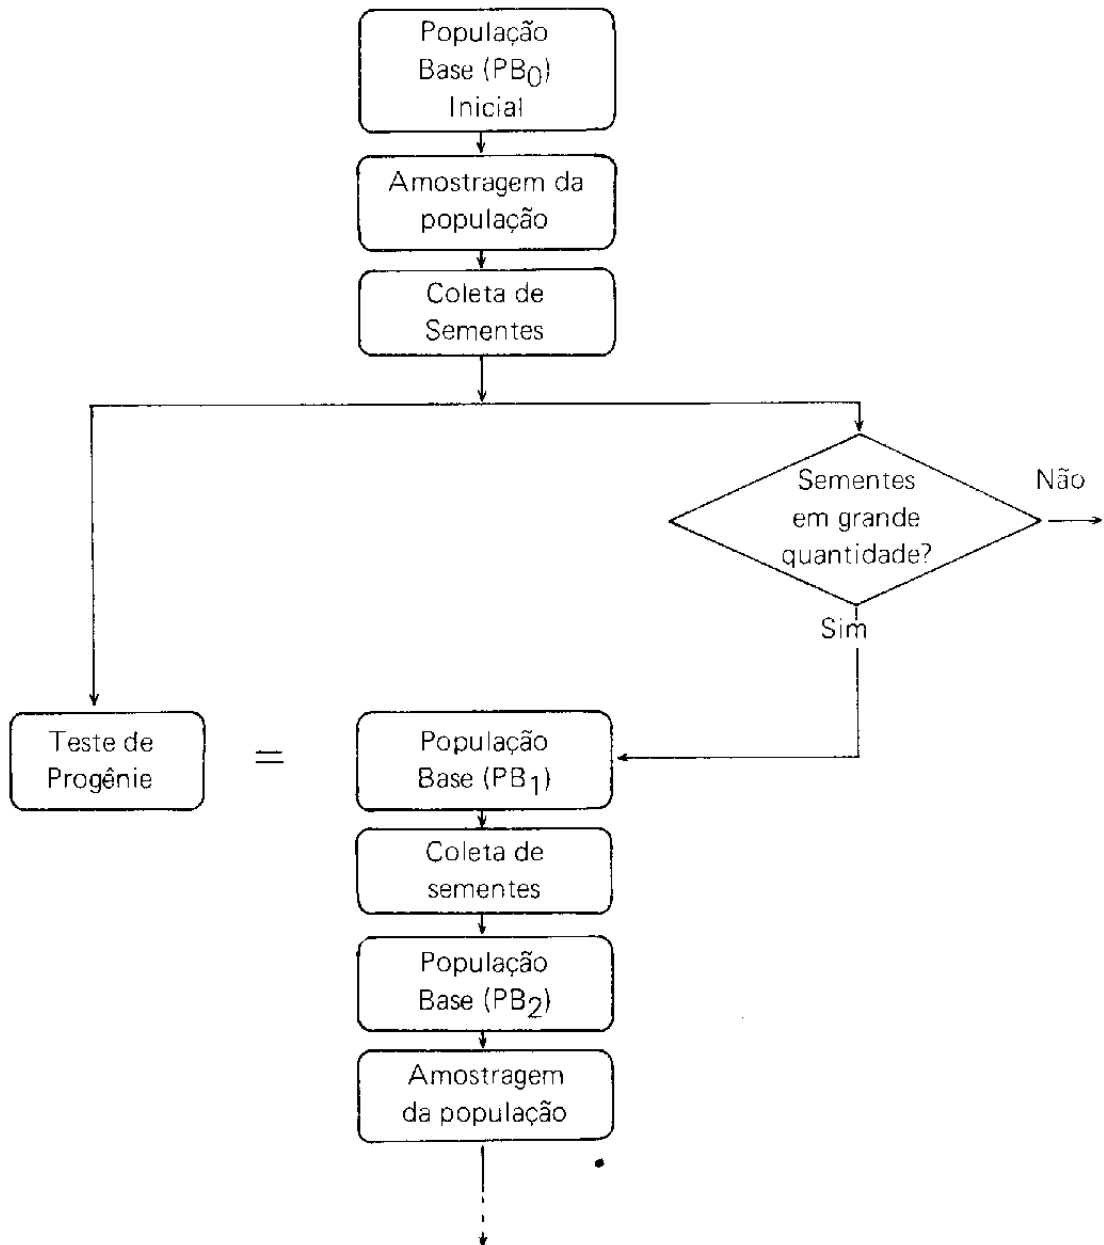 População
Base (PB0)
Inicial
Amostragem da
população
Coleta de
Sementes
Sementes
em grande
quantidade?
Não
Sim
Teste de
Progênie
=
População
Base (PB1)
Coleta de
sementes
População
Base (PB2)
Amostragem
da população